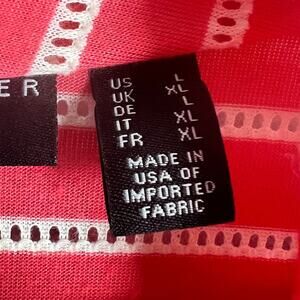 ER
US L
UK XL
DE L
IT XL
FR XL
MADE IN
USA OF
IMPORTED
FABRIC